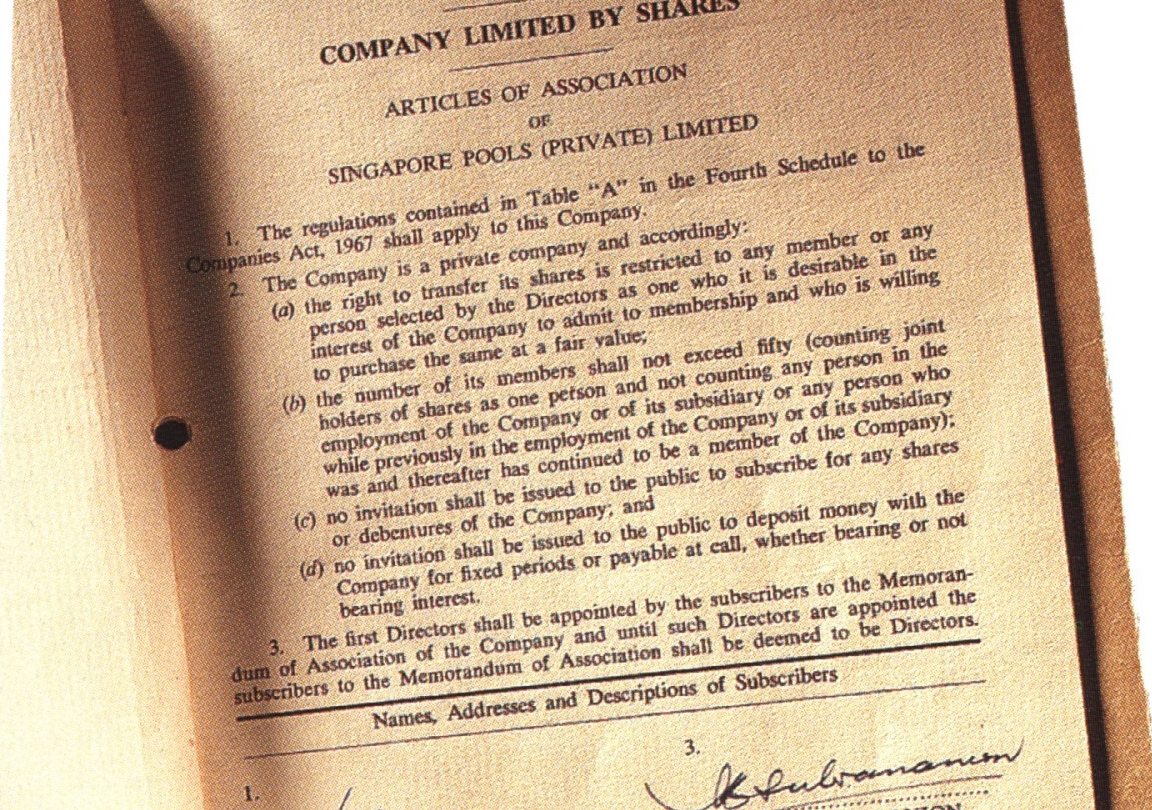 COMPANY LIMITED BY SHARES
ARTICLES OF ASSOCIATION
OF
SINGAPORE POOLS (PRIVATE) LIMITED
1. The regulations contained in Table “A” in the Fourth Schedule to the
Companies Act, 1967 shall apply to this Company.
2. The Company is a private company and accordingly:
(a) the right to transfer its shares is restricted to any member or any
person selected by the Directors as one who it is desirable in the
interest of the Company to admit to membership and who is willing
to purchase the same at a fair value;
(b) the number of its members shall not exceed fifty (counting joint
holders of shares as one person and not counting any person in the
employment of the Company or of its subsidiary or any person who
while previously in the employment of the Company or of its subsidiary
was and thereafter has continued to be a member of the Company);
(c) no invitation shall be issued to the public to subscribe for any shares
or debentures of the Company; and
(d) no invitation shall be issued to the public to deposit money with the
Company for fixed periods or payable at call, whether bearing or not
bearing interest.
3. The first Directors shall be appointed by the subscribers to the Memoran-
dum of Association of the Company and until such Directors are appointed the
subscribers to the Memorandum of Association shall be deemed to be Directors.
Names, Addresses and Descriptions of Subscribers
1.
3.
Subramanion